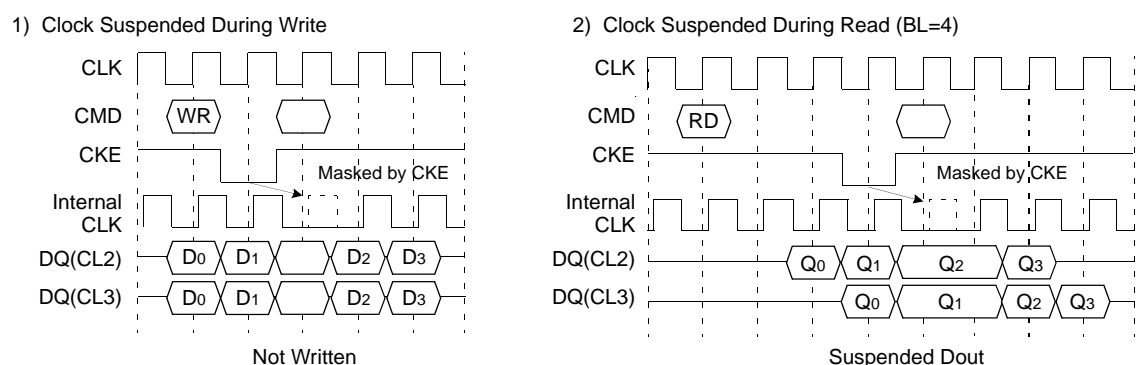 1) Clock Suspended During Write
CLK
CMD
WR
CKE
Masked by CKE
Internal
CLK
DQ(CL2)
D0 D1 D2 D3
DQ(CL3)
D0 D1 D2 D3
Not Written
2) Clock Suspended During Read (BL=4)
CLK
CMD
RD
CKE
Masked by CKE
Internal
CLK
DQ(CL2)
Q0 Q1 Q2 Q3
DQ(CL3)
Q0 Q1 Q2 Q3
Suspended Dout